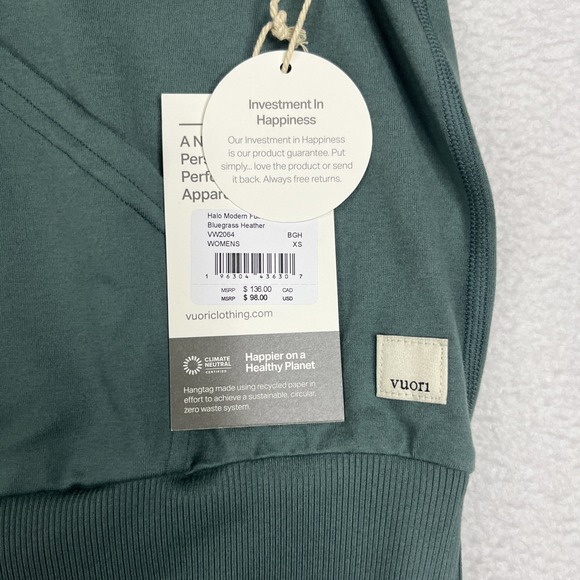 Investment In
Happiness
Our Investment in Happiness
is our product guarantee. Put
simply... love the product or send
it back. Always free returns.
A N
Pers
Perfo
Appar
Halo Modern Fu
Bluegrass Heather
VW2064 BGH
WOMENS XS
1 96304 43630 7
MSRP $ 136.00 CAD
MSRP $ 98.00 USD
vuoriclothing.com
CLIMATE
NEUTRAL
CERTIFIED
Happier on a
Healthy Planet
Hangtag made using recycled paper in
effort to achieve a sustainable, circular,
zero waste system.
vuori